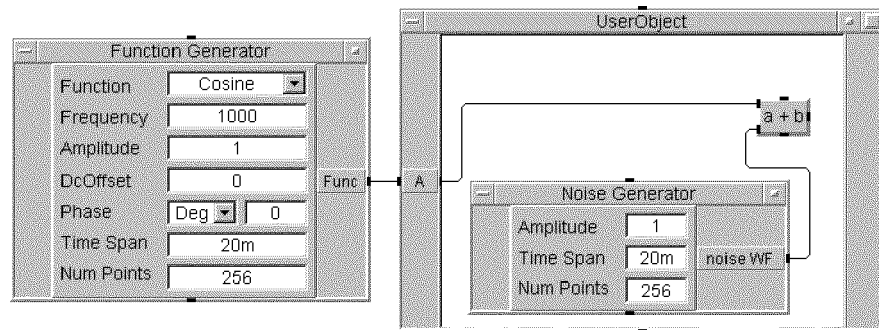 Function Generator
Function Cosine
Frequency 1000
Amplitude 1
DcOffset 0
Phase Deg 0
Time Span 20m
Num Points 256
Func
UserObject
A
a + b
Noise Generator
Amplitude 1
Time Span 20m
Num Points 256
noise WF